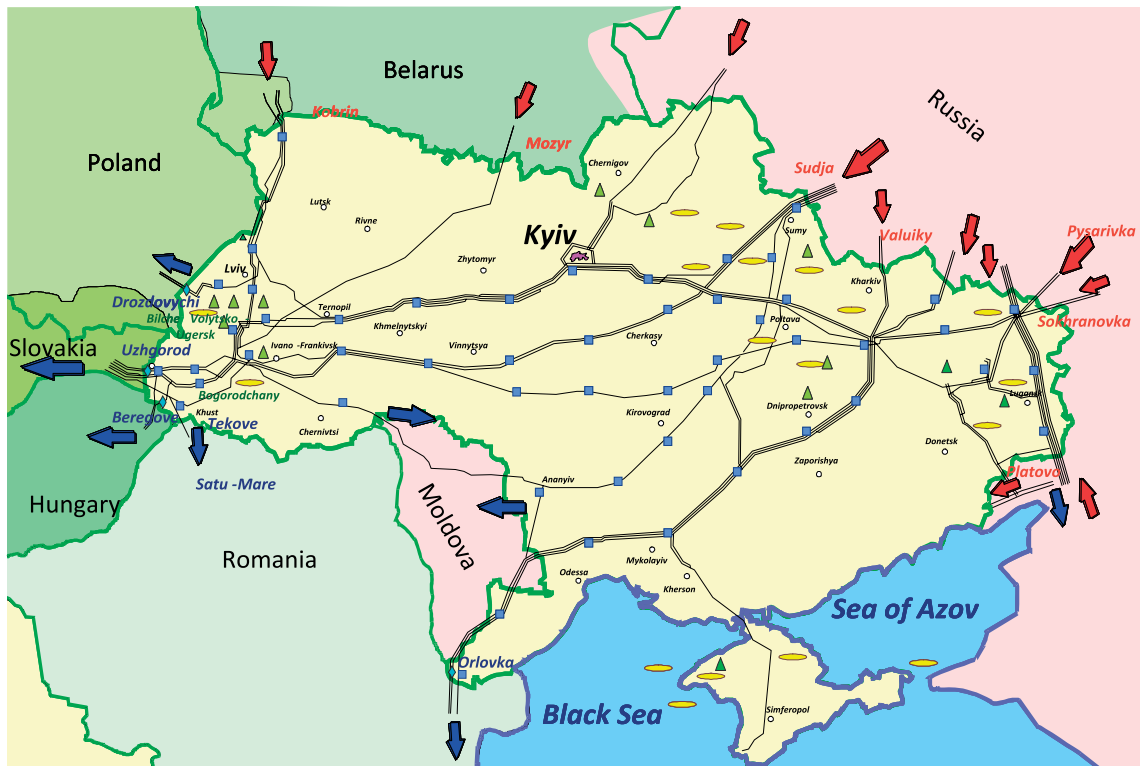 Belarus
Russia
Kobrin
Mozyr
Poland
Chernigov
Sudja
Lutsk
Rivne
Kyiv
Sumy
Valuiky
Pysarivka
Zhytomyr
Lviv
Kharkiv
Drozdovychi
Bilche Volytsko
Ugersk
Ternopil
Khmelnytskyi
Poltava
Sokhranovka
Slovakia
Uzhgorod
Ivano -Frankivsk
Vinnytsya
Cherkasy
Bogorodchany
Lugansk
Beregove
Khust
Tekove
Chernivtsi
Kirovograd
Dnipropetrovsk
Donetsk
Zaporishya
Platovo
Satu -Mare
Ananyiv
Hungary
Moldova
Romania
Mykolayiv
Odessa
Kherson
Sea of Azov
Orlovka
Black Sea
Simferopol